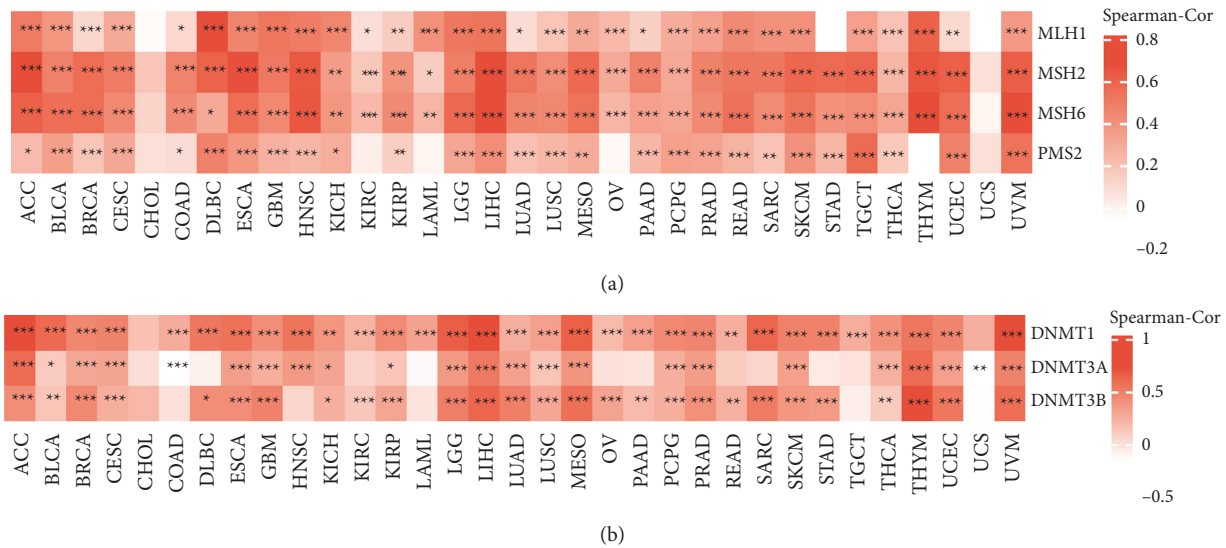 Spearman-Cor
MLH1
MSH2
MSH6
PMS2
0.8
0.6
0.4
0.2
0
–0.2
ACC BLCA BRCA CESC CHOL COAD DLBC ESCA GBM HNSC KICH KIRC KIRP LAML LGG LIHC LUAD LUSC MESO OV PAAD PCPG PRAD READ SARC SKCM STAD TGCT THCA THYM UCEC UCS UVM
(a)
Spearman-Cor
DNMT1
DNMT3A
DNMT3B
1
0.5
0
–0.5
ACC BLCA BRCA CESC CHOL COAD DLBC ESCA GBM HNSC KICH KIRC KIRP LAML LGG LIHC LUAD LUSC MESO OV PAAD PCPG PRAD READ SARC SKCM STAD TGCT THCA THYM UCEC UCS UVM
(b)